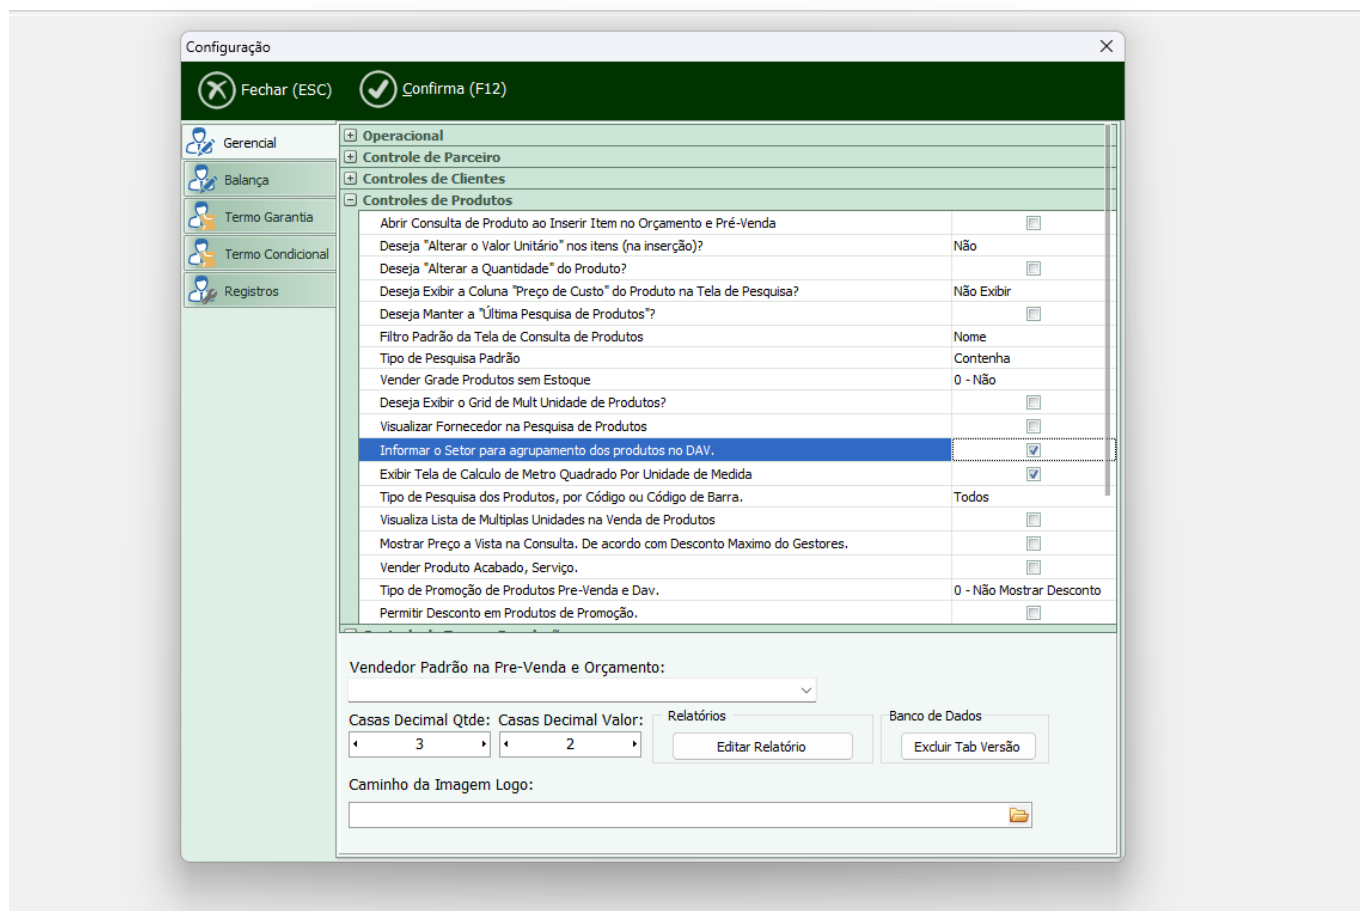 Configuração
Fechar (ESC)
Confirma (F12)
Gerencial
Balança
Termo Garantia
Termo Condicional
Registros
Operacional
Controle de Parceiro
Controles de Clientes
Controles de Produtos
Abrir Consulta de Produto ao Inserir Item no Orçamento e Pré-Venda
Deseja "Alterar o Valor Unitário" nos itens (na inserção)? Não
Deseja "Alterar a Quantidade" do Produto?
Deseja Exibir a Coluna "Preço de Custo" do Produto na Tela de Pesquisa? Não Exibir
Deseja Manter a "Última Pesquisa de Produtos"?
Filtro Padrão da Tela de Consulta de Produtos Nome
Tipo de Pesquisa Padrão Contenha
Vender Grade Produtos sem Estoque 0 - Não
Deseja Exibir o Grid de Mult Unidade de Produtos?
Visualizar Fornecedor na Pesquisa de Produtos
Informar o Setor para agrupamento dos produtos no DAV.
Exibir Tela de Calculo de Metro Quadrado Por Unidade de Medida
Tipo de Pesquisa dos Produtos, por Código ou Código de Barra. Todos
Visualiza Lista de Multiplas Unidades na Venda de Produtos
Mostrar Preço a Vista na Consulta. De acordo com Desconto Maximo do Gestores.
Vender Produto Acabado, Serviço.
Tipo de Promoção de Produtos Pre-Venda e Dav. 0 - Não Mostrar Desconto
Permitir Desconto em Produtos de Promoção.
Vendedor Padrão na Pre-Venda e Orçamento:
Casas Decimal Qtde: Casas Decimal Valor: Relatórios Banco de Dados
3 2 Editar Relatório Excluir Tab Versão
Caminho da Imagem Logo: